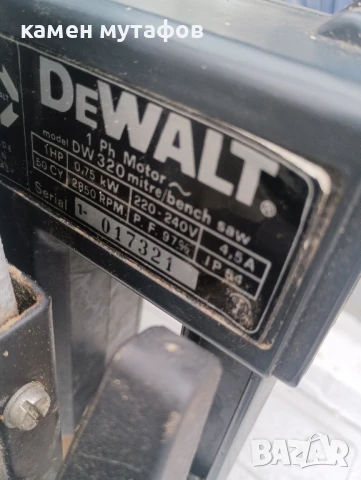 камен мутафов
DEWALT®
1 Ph Motor ~
model DW 320 mitre/bench saw
1HP 0,75 kW 220-240V 4,5A
50 CY 2850 RPM P.F. 97% IP 54.
Serial 1- 017321
BAZAR